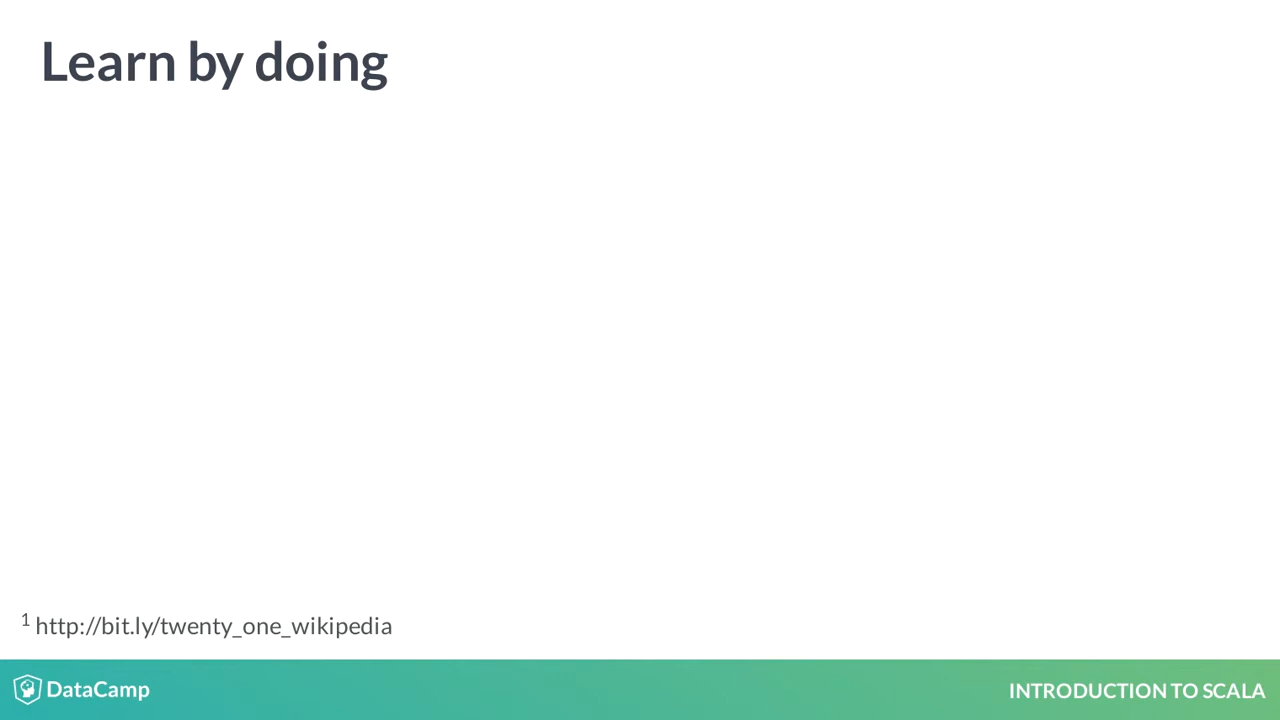 Learn by doing
1 http://bit.ly/twenty_one_wikipedia
DataCamp
INTRODUCTION TO SCALA